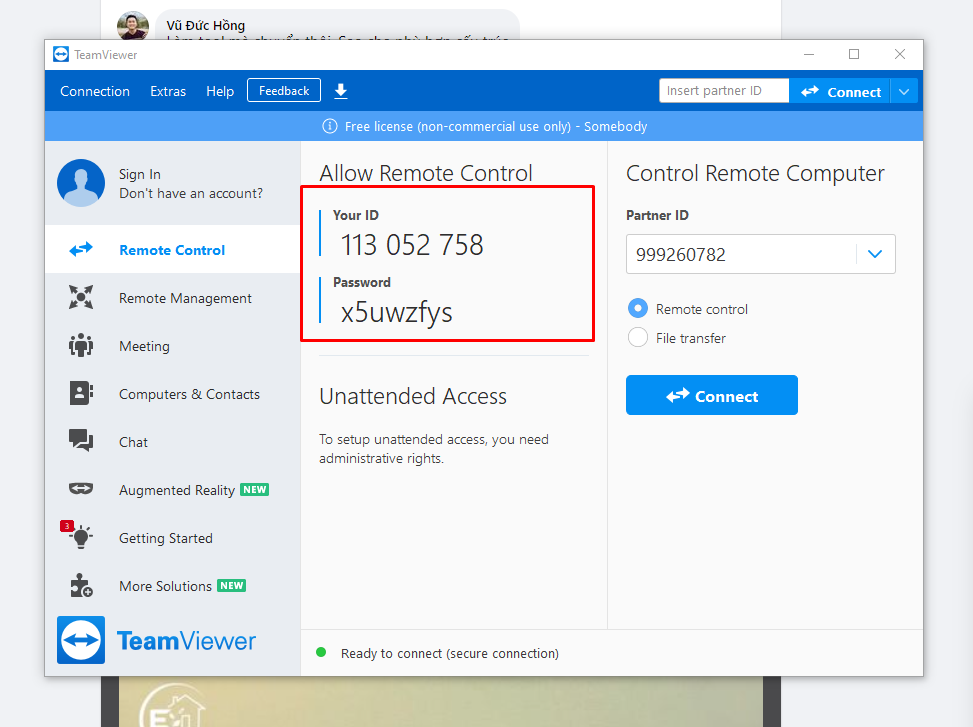 Vũ Đức Hồng
TeamViewer
Connection Extras Help Feedback
Insert partner ID Connect
Free license (non-commercial use only) - Somebody
Sign In
Don't have an account?
Remote Control
Remote Management
Meeting
Computers & Contacts
Chat
Augmented Reality NEW
3
Getting Started
More Solutions NEW
TeamViewer
Allow Remote Control
Your ID
113 052 758
Password
x5uwzfys
Unattended Access
To setup unattended access, you need
administrative rights.
Control Remote Computer
Partner ID
999260782
Remote control
File transfer
Connect
Ready to connect (secure connection)